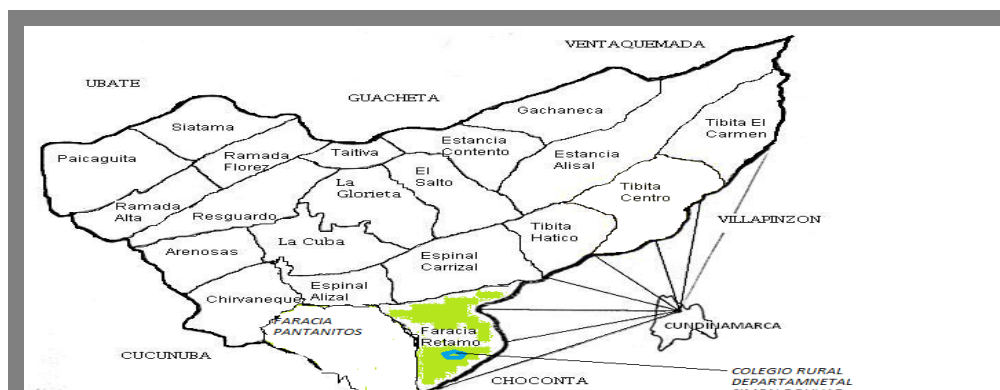 VENTAQUEMADA
UBATE
GUACHETA
Gachaneca
Siatama
Tibita El
Carmen
Paicaguita
Ramada
Florez
Taitiva
Estancia
Contento
Estancia
Alisal
El
Salto
La
Glorieta
Tibita
Centro
Ramada
Alta
Resguardo
VILLAPINZON
Tibita
Hatico
La Cuba
Arenosas
Espinal
Carrizal
Espinal
Alizal
Chirvaneque
FARACIA
PANTANITOS
Faracia
Retamo
CUNDINAMARCA
CUCUNUBA
COLEGIO RURAL
DEPARTAMNETAL
CHOCONTA